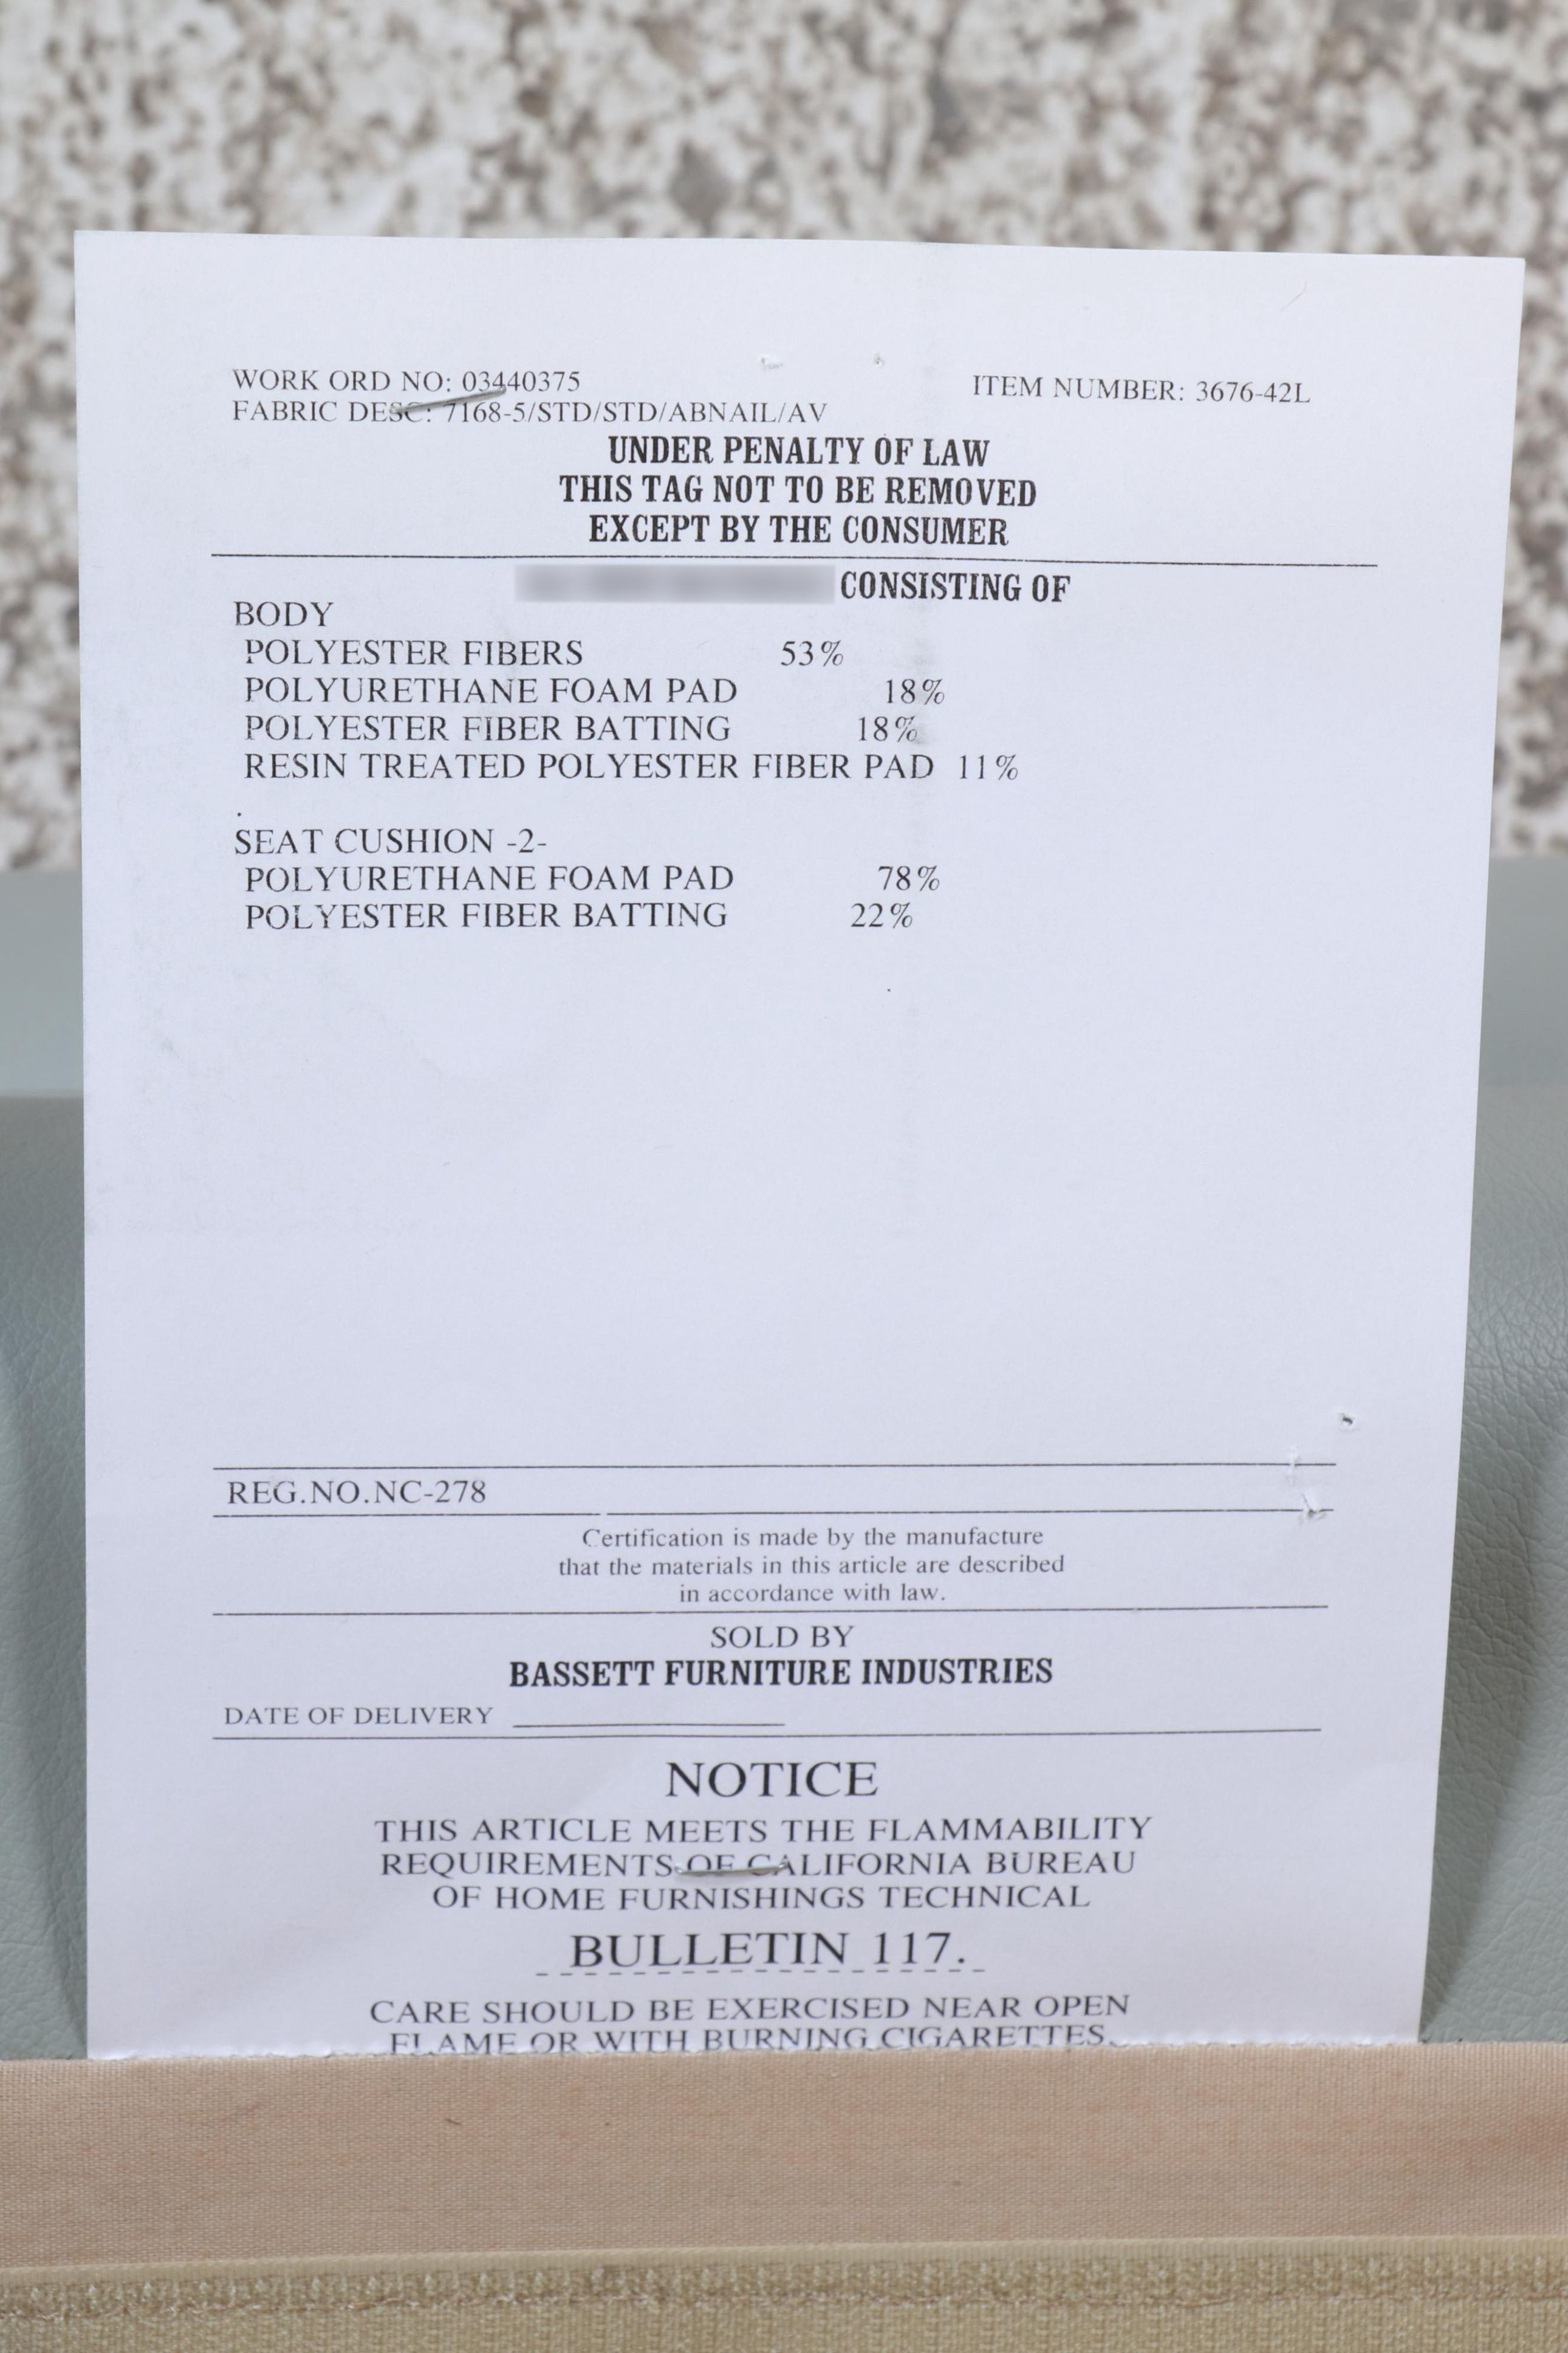 WORK ORD NO: 03440375
ITEM NUMBER: 3676-42L
FABRIC DESC: 7168-5/STD/STD/ABNAIL/AV
UNDER PENALTY OF LAW
THIS TAG NOT TO BE REMOVED
EXCEPT BY THE CONSUMER
CONSISTING OF
BODY
POLYESTER FIBERS 53%
POLYURETHANE FOAM PAD 18%
POLYESTER FIBER BATTING 18%
RESIN TREATED POLYESTER FIBER PAD 11%
SEAT CUSHION -2-
POLYURETHANE FOAM PAD 78%
POLYESTER FIBER BATTING 22%
REG.NO.NC-278
Certification is made by the manufacture
that the materials in this article are described
in accordance with law.
SOLD BY
BASSETT FURNITURE INDUSTRIES
DATE OF DELIVERY
NOTICE
THIS ARTICLE MEETS THE FLAMMABILITY
REQUIREMENTS OF CALIFORNIA BUREAU
OF HOME FURNISHINGS TECHNICAL
BULLETIN 117.
CARE SHOULD BE EXERCISED NEAR OPEN
FLAME OR WITH BURNING CIGARETTES.